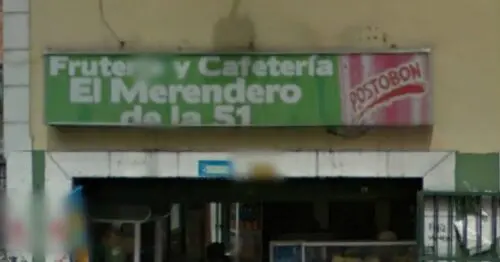 y Cafetería
El Merendero
de la 51
POSTOBON